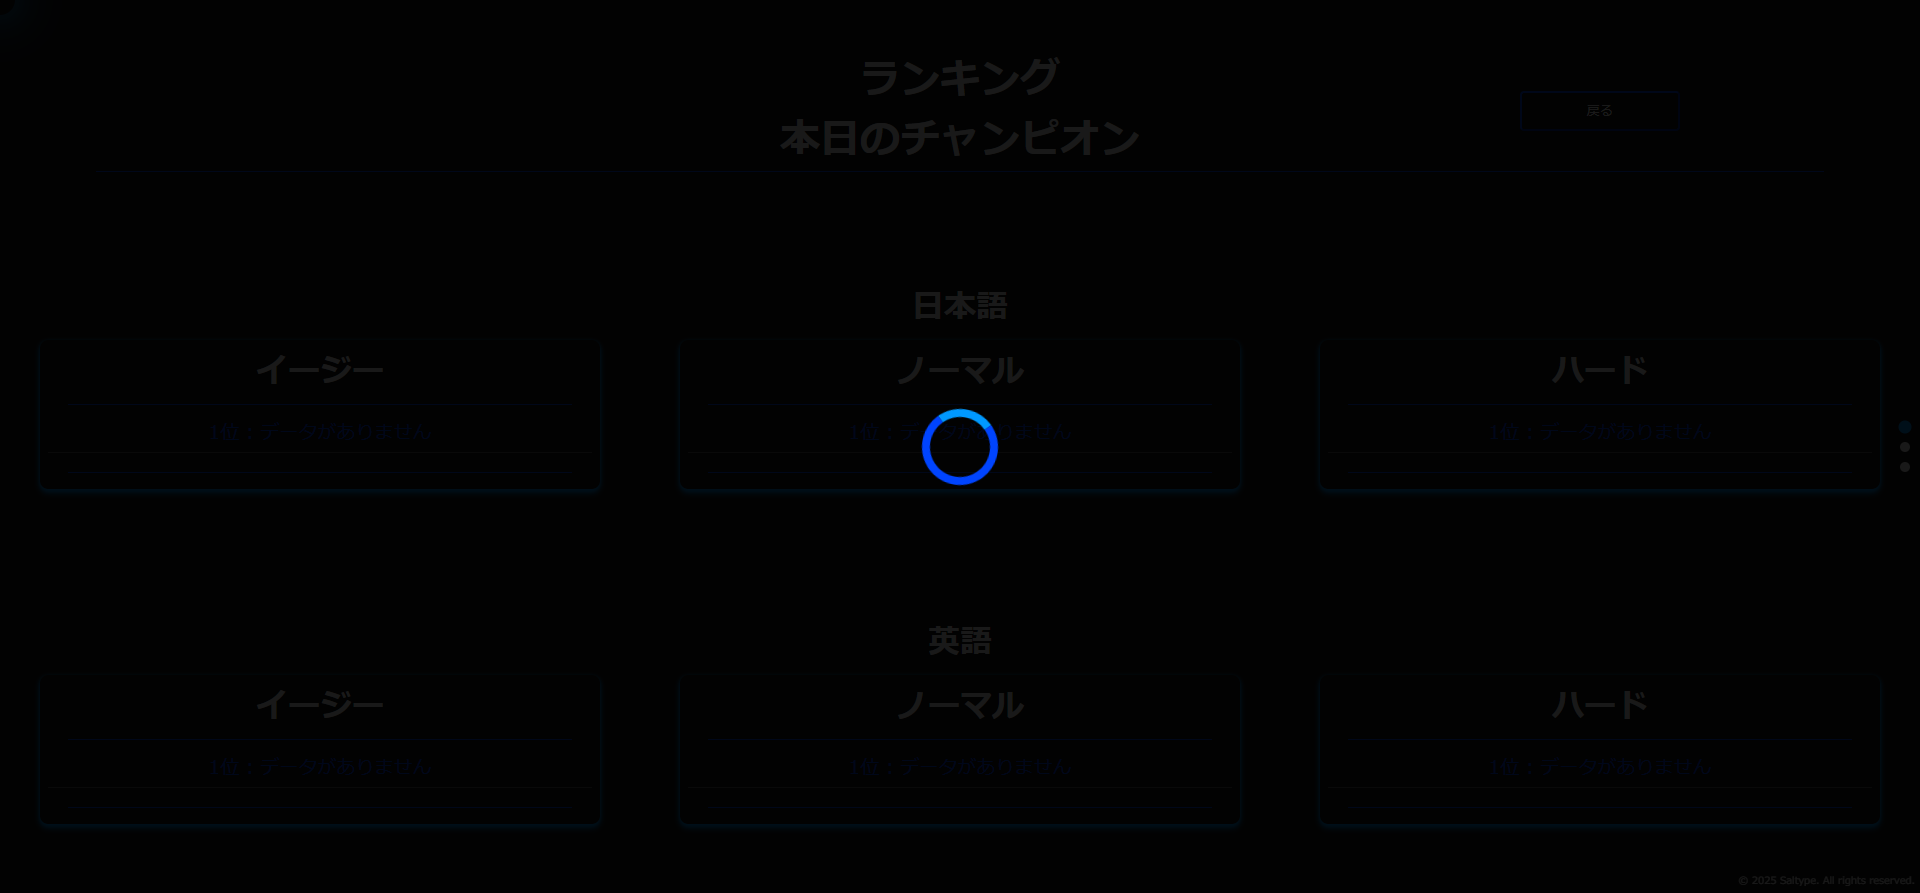 ランキング
本日のチャンピオン
戻る
日本語
イージー
ノーマル
ハード
1位：データがありません
1位：データがありません
1位：データがありません
英語
イージー
ノーマル
ハード
1位：データがありません
1位：データがありません
1位：データがありません
© 2025 Saltype. All rights reserved.